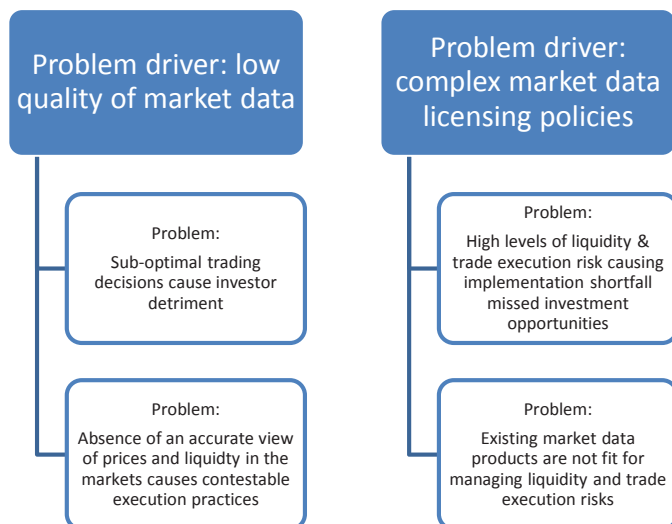 Problem driver: low
quality of market data
Problem:
Sub-optimal trading
decisions cause investor
detriment
Problem:
Absence of an accurate view
of prices and liquidty in the
markets causes contestable
execution practices
Problem driver:
complex market data
licensing policies
Problem:
High levels of liquidity &
trade execution risk causing
implementation shortfall
missed investment
opportunities
Problem:
Existing market data
products are not fit for
managing liquidity and trade
execution risks